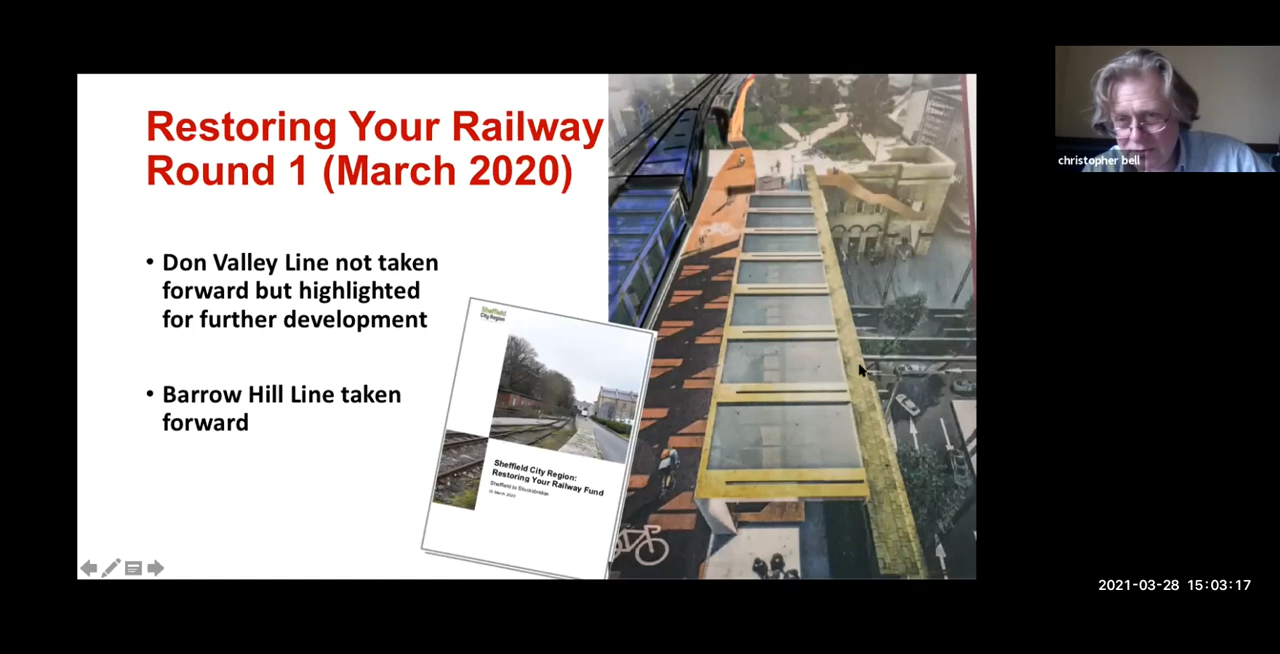 Restoring Your Railway
Round 1 (March 2020)
• Don Valley Line not taken
forward but highlighted
for further development
• Barrow Hill Line taken
forward
Sheffield
City Region
Sheffield City Region:
Restoring Your Railway Fund
Sheffield to Stocksbridge
March 2020
christopher bell
2021-03-28 15:03:17